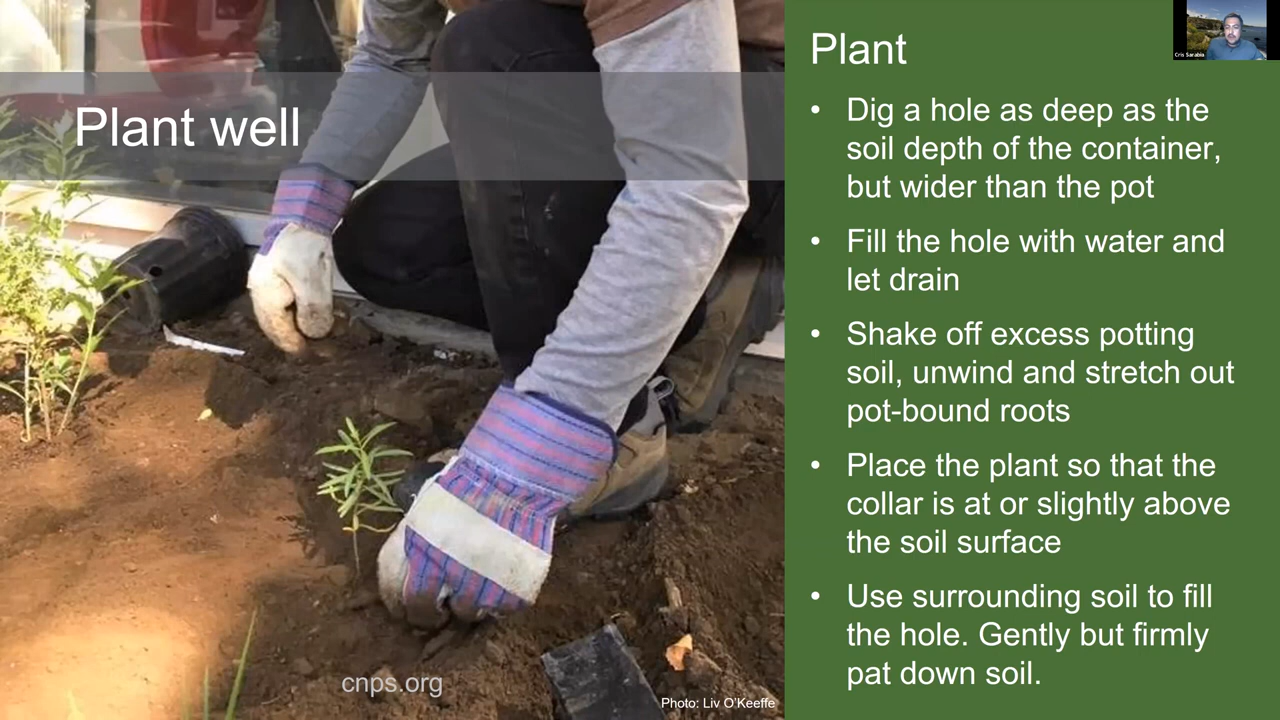 Plant well
cnps.org
Photo: Liv O'Keeffe
Plant
• Dig a hole as deep as the
soil depth of the container,
but wider than the pot
• Fill the hole with water and
let drain
• Shake off excess potting
soil, unwind and stretch out
pot-bound roots
• Place the plant so that the
collar is at or slightly above
the soil surface
• Use surrounding soil to fill
the hole. Gently but firmly
pat down soil.
Cris Sarabia